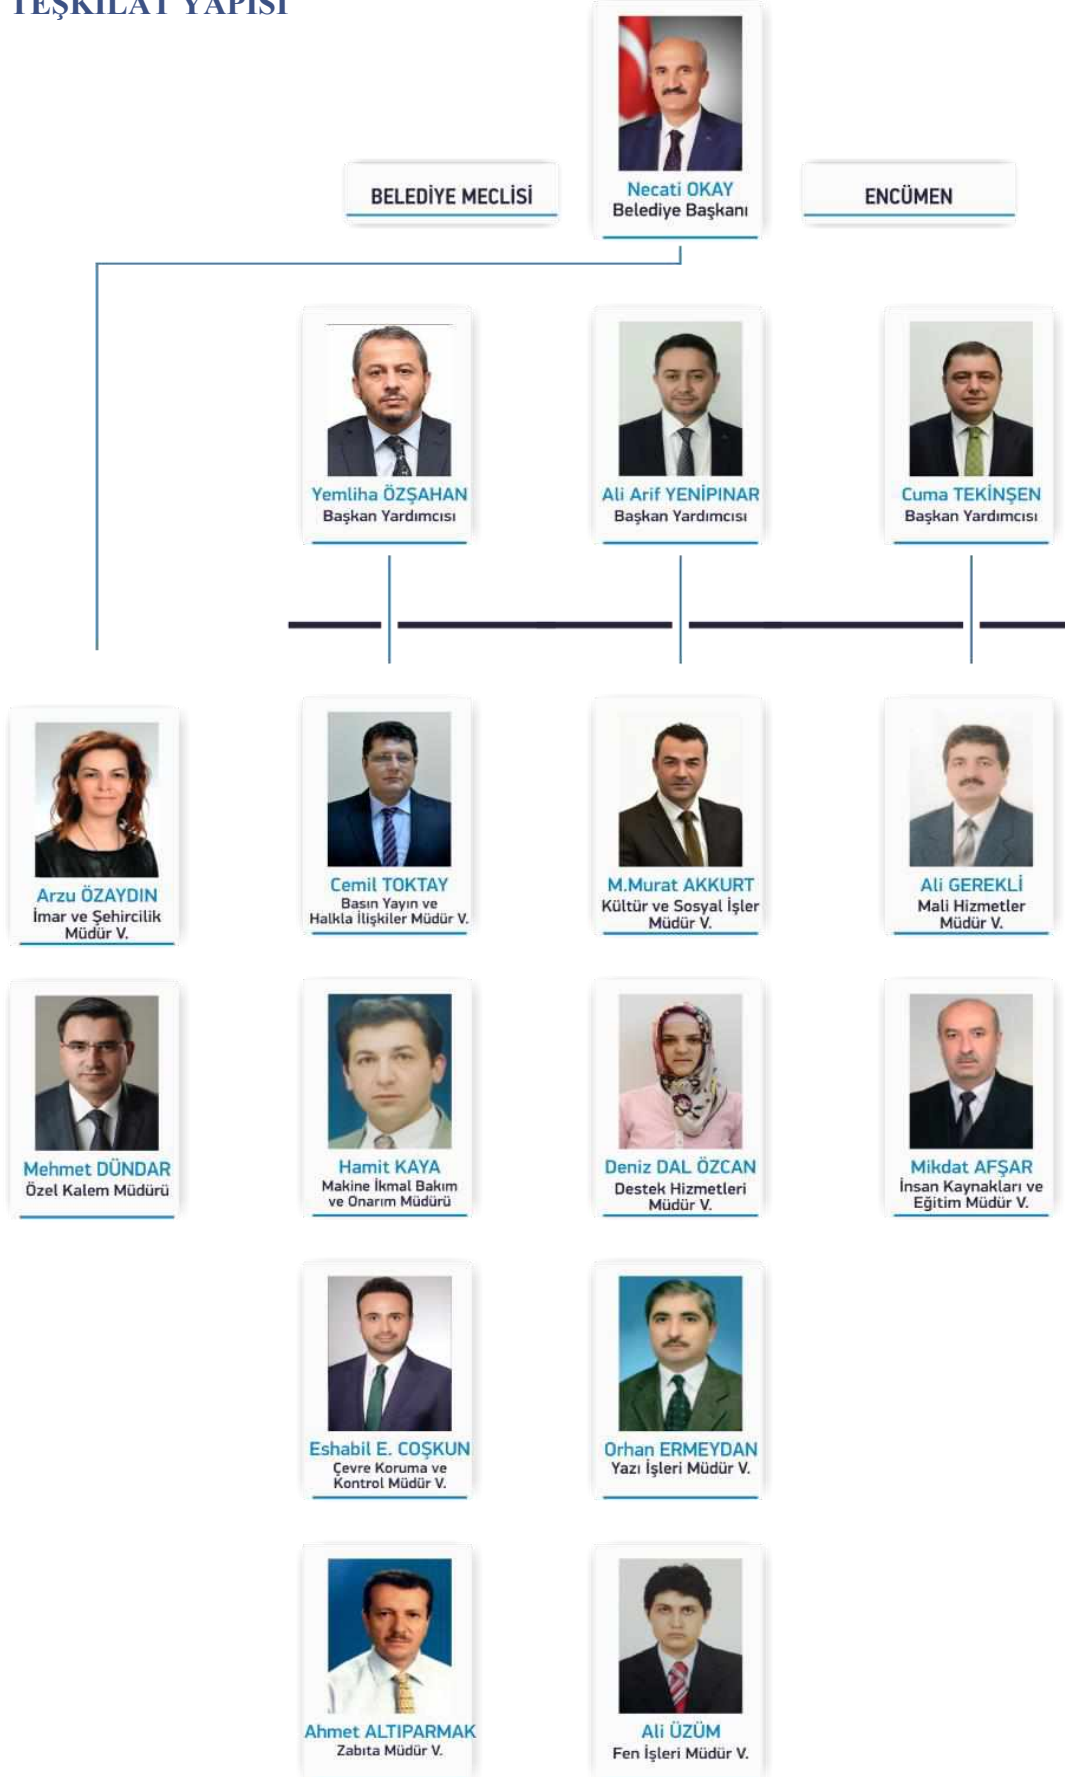 TEŞKİLAT YAPISI
BELEDİYE MECLİSİ
Necati OKAY
Belediye Başkanı
ENCÜMEN
Yemliha ÖZŞAHAN
Başkan Yardımcısı
Ali Arif YENİPINAR
Başkan Yardımcısı
Cuma TEKİNŞEN
Başkan Yardımcısı
Arzu ÖZAYDIN
İmar ve Şehircilik
Müdür V.
Cemil TOKTAY
Basın Yayın ve
Halkla İlişkiler Müdür V.
M.Murat AKKURT
Kültür ve Sosyal İşler
Müdür V.
Ali GEREKLİ
Mali Hizmetler
Müdür V.
Mehmet DÜNDAR
Özel Kalem Müdürü
Hamit KAYA
Makine İkmal Bakım
ve Onarım Müdürü
Deniz DAL ÖZCAN
Destek Hizmetleri
Müdür V.
Mikdat AFŞAR
İnsan Kaynakları ve
Eğitim Müdür V.
Eshabil E. COŞKUN
Çevre Koruma ve
Kontrol Müdür V.
Orhan ERMEYDAN
Yazı İşleri Müdür V.
Ahmet ALTIPARMAK
Zabıta Müdür V.
Ali ÜZÜM
Fen İşleri Müdür V.